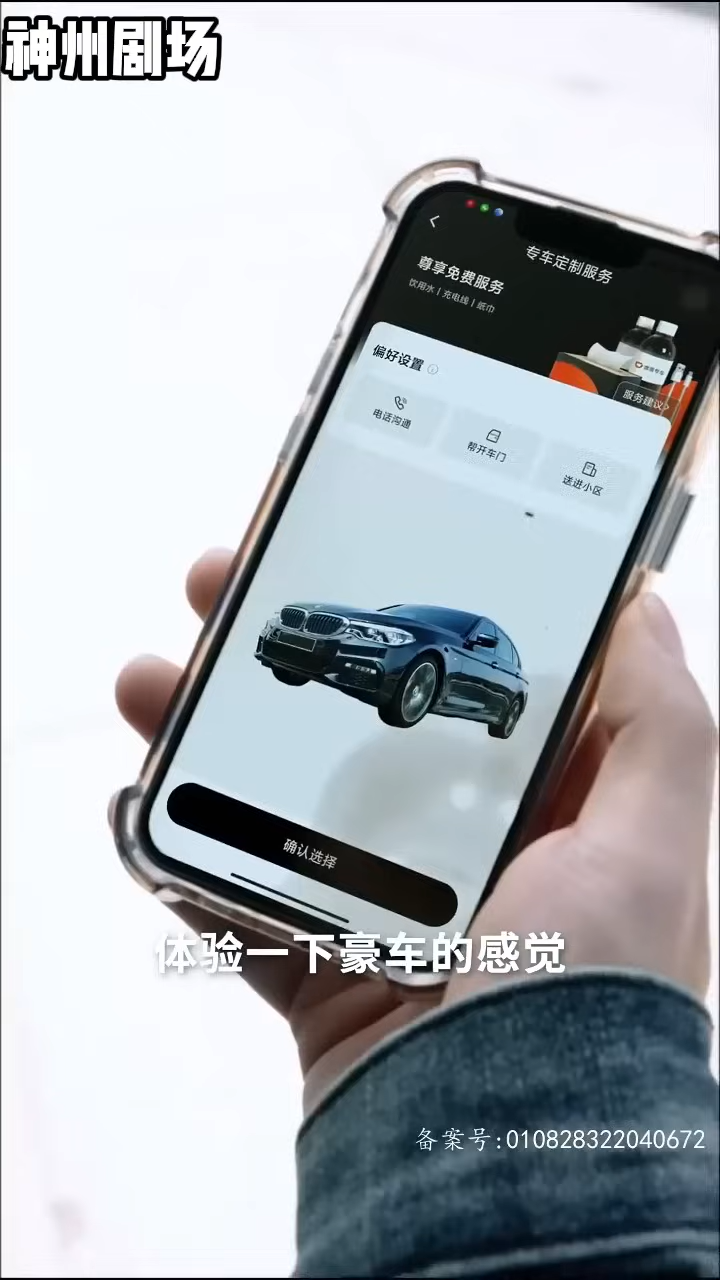 神州剧场
专车定制服务
尊享免费服务
饮用水 | 充电线 | 纸巾
偏好设置
服务建议>
电话沟通
帮开车门
送进小区
确认选择
体验一下豪车的感觉
备案号:010828322040672